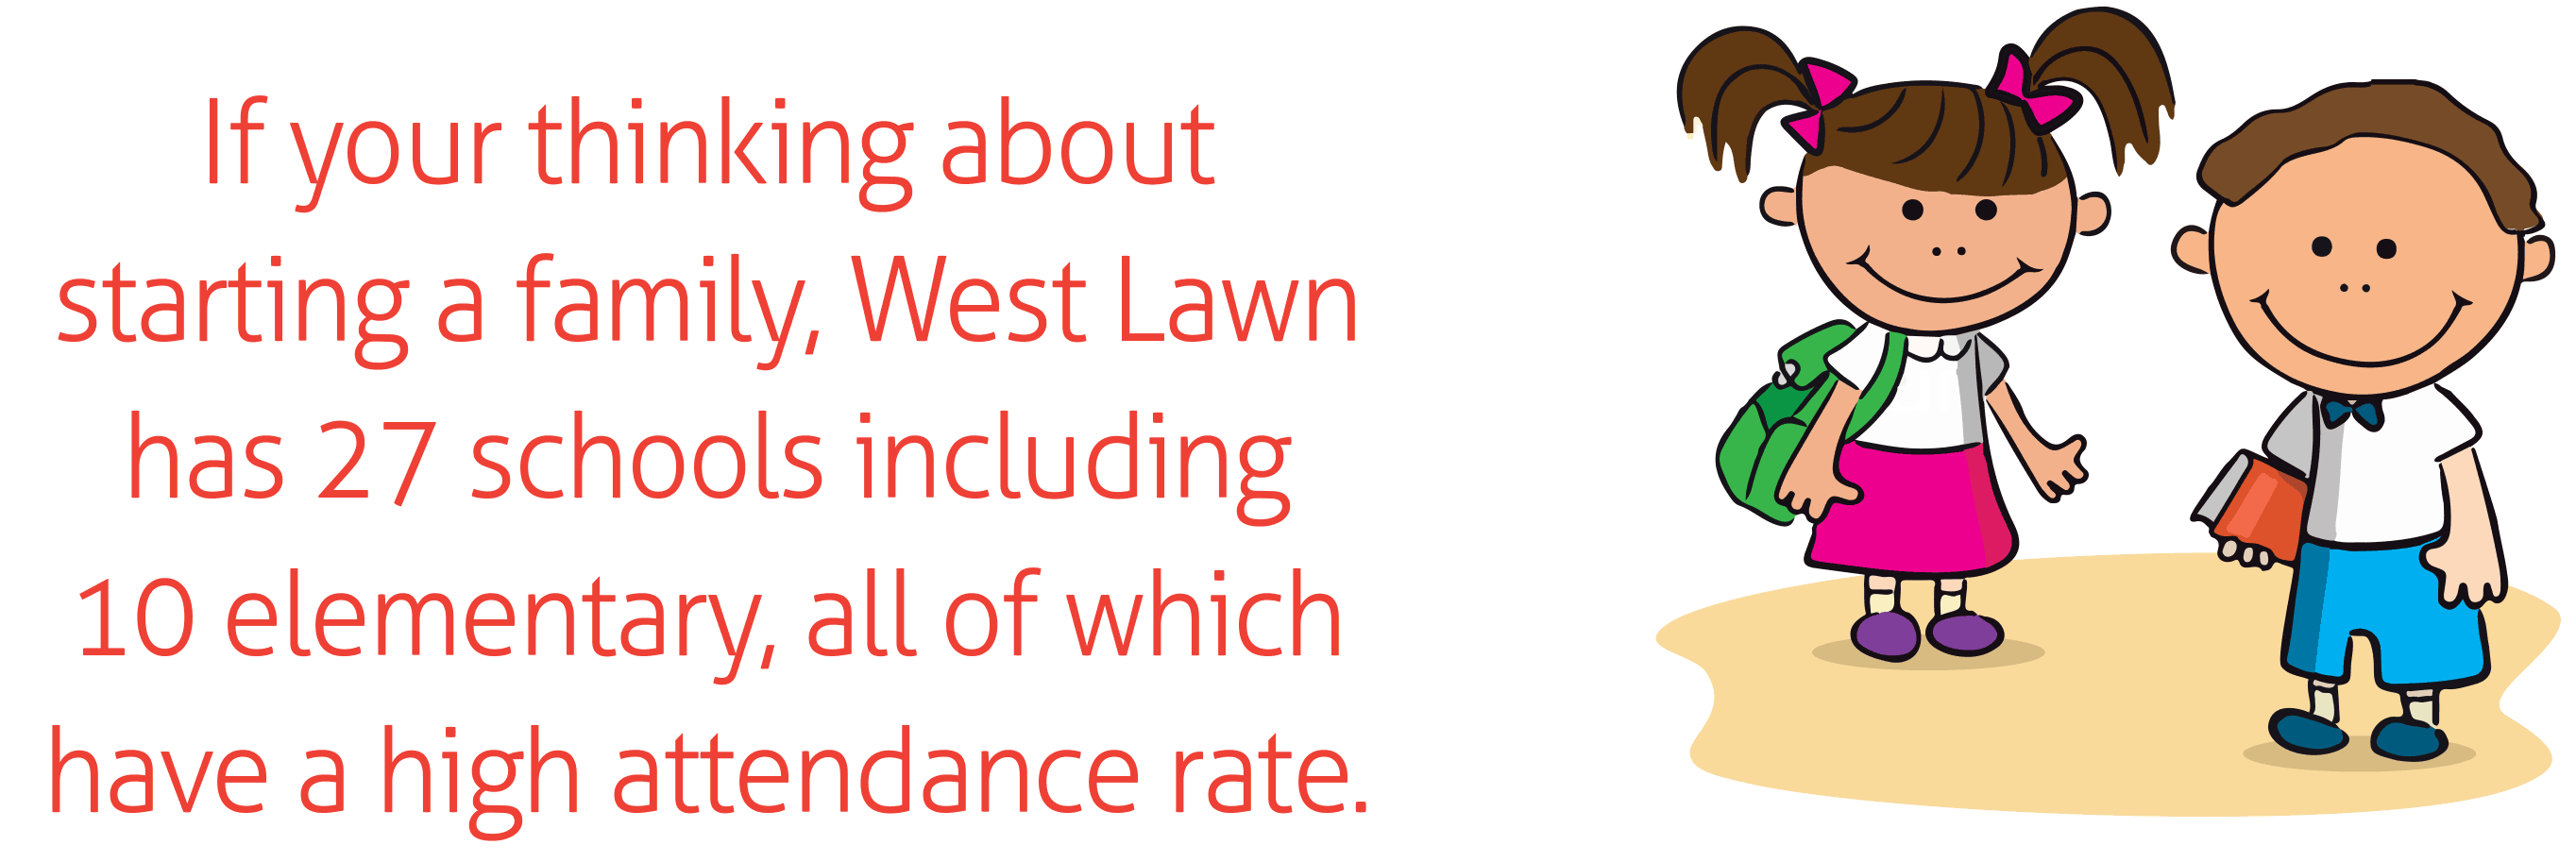 If your thinking about
starting a family, West Lawn
has 27 schools including
10 elementary, all of which
have a high attendance rate.